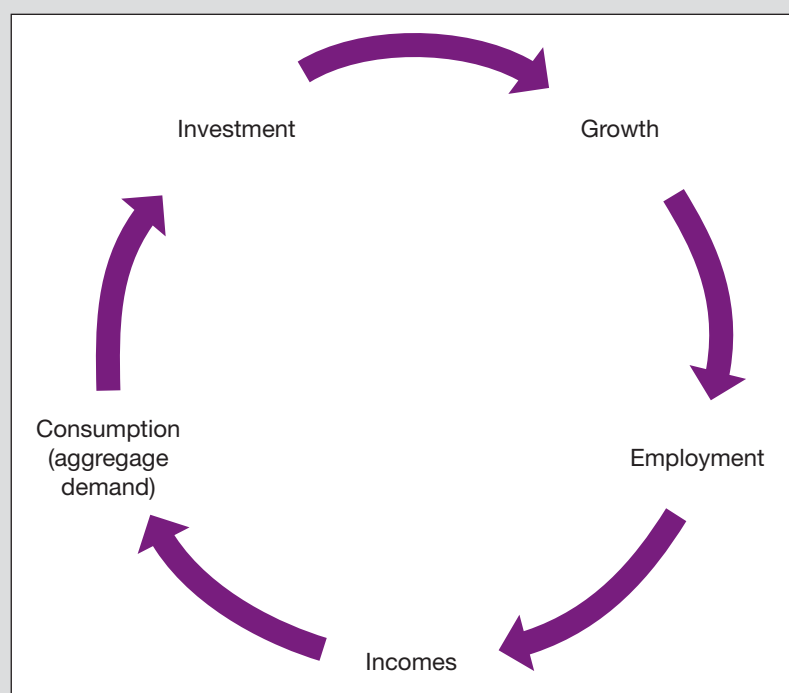 Investment
Growth
Employment
Incomes
Consumption
(aggregage
demand)